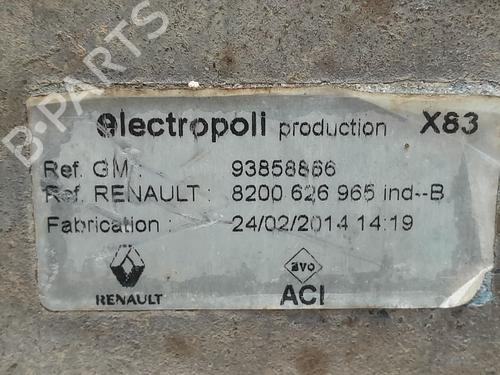 B-PARTS
electropoli production X83
Ref. GM : 93858866
Ref. RENAULT : 8200 626 965 ind--B
Fabrication : 24/02/2014 14:19
RENAULT
avo
ACI